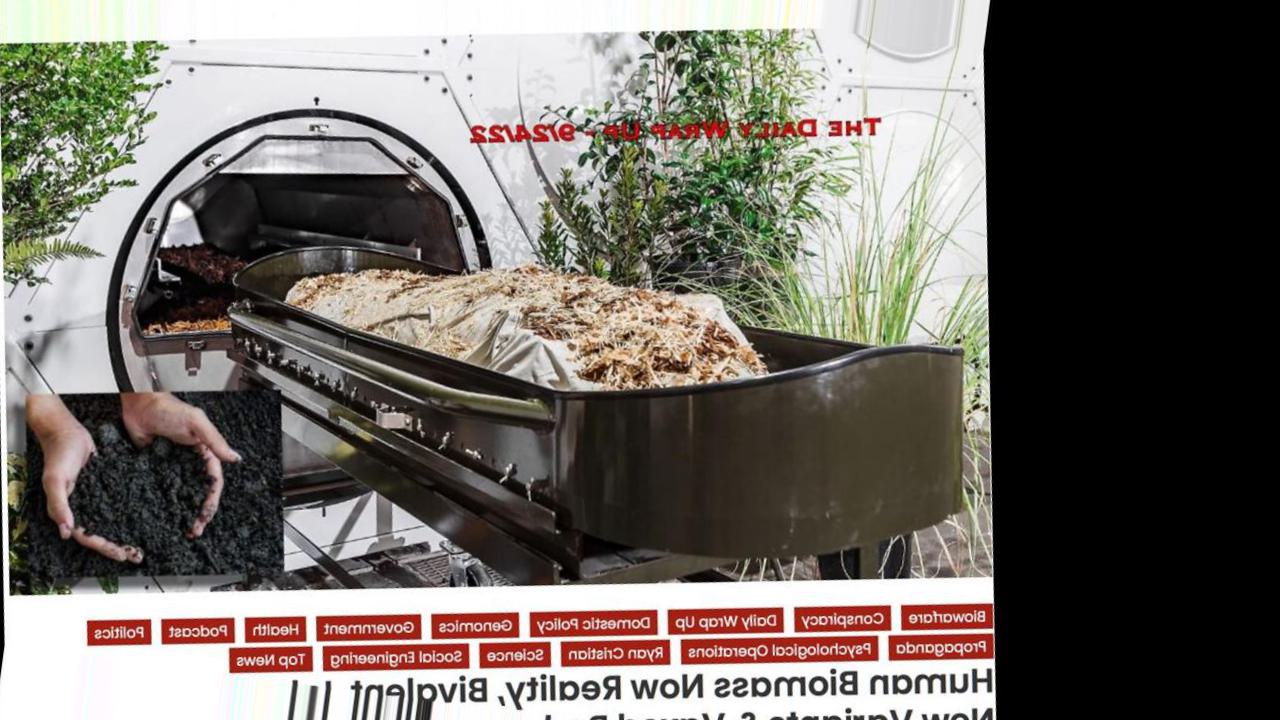 THE DAILY WRAP UP - 9/24/22
Biowarfare Conspiracy Daily Wrap Up Domestic Policy Genomics Government Health Podcast Politics
Propaganda Psychological Operations Ryan Cristian Science Social Engineering Top News
Human Biomass Now Reality, Bivalent
New Variants &